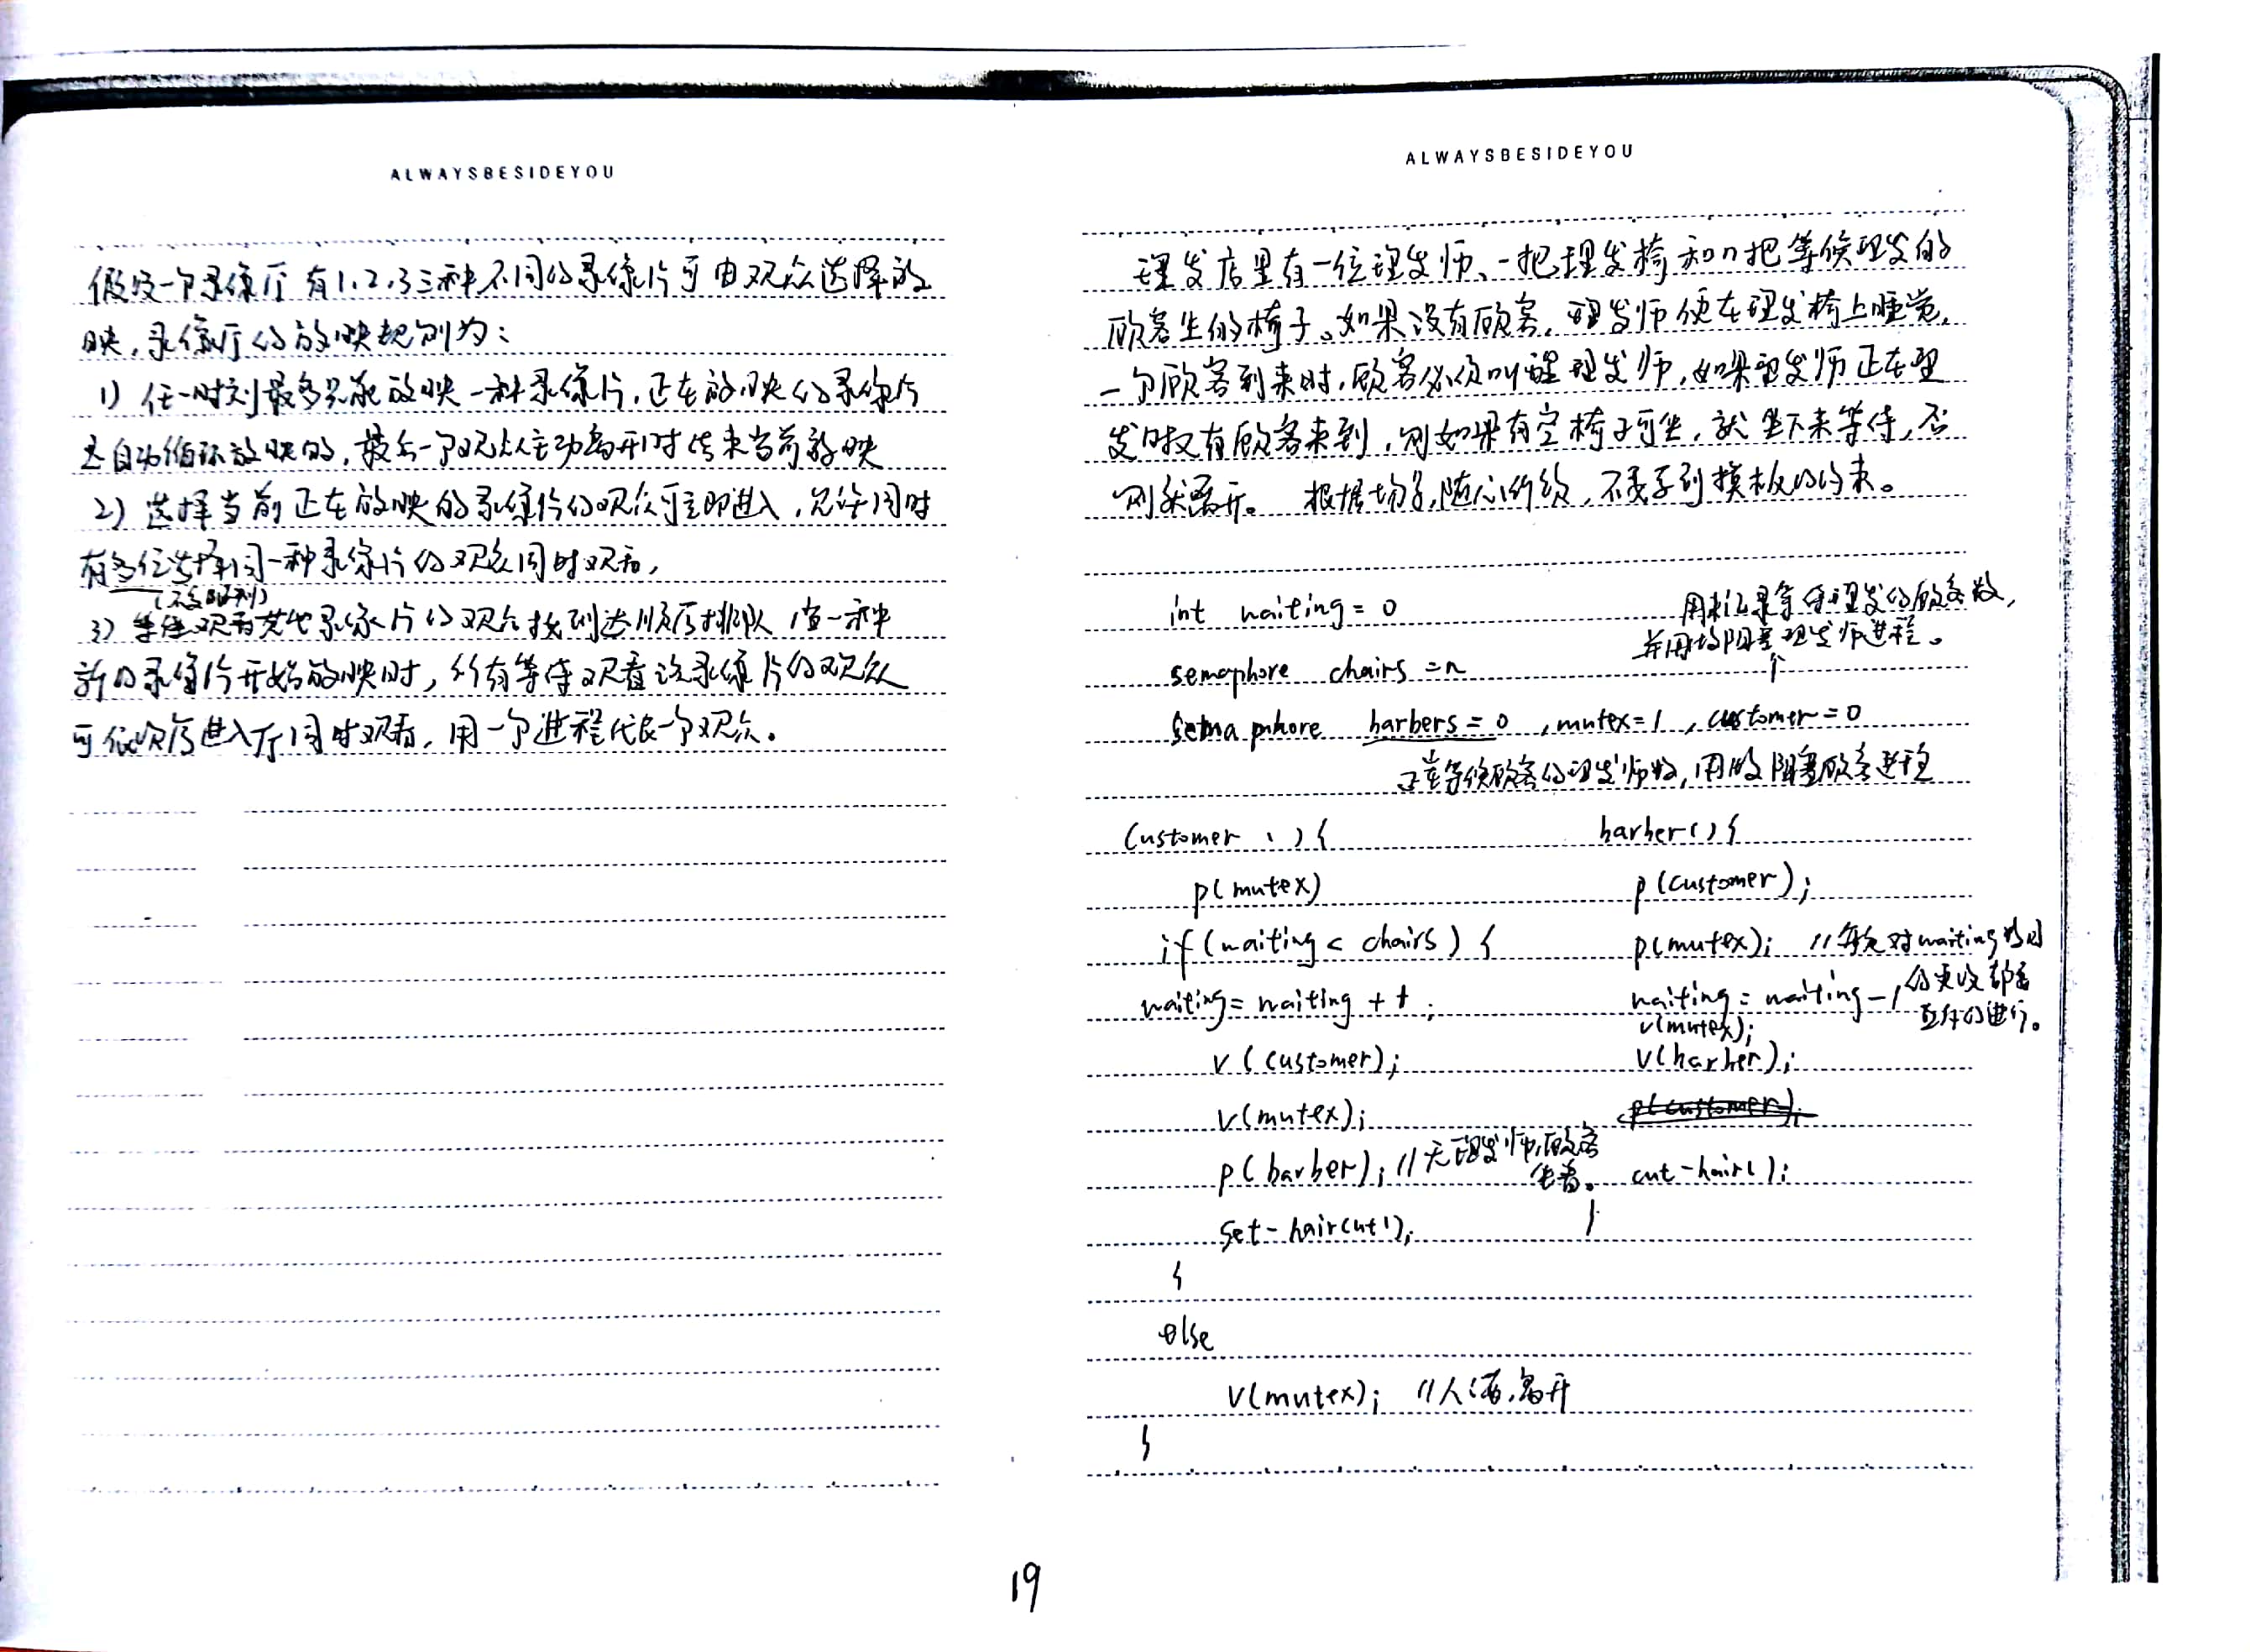 ALWAYSBESIDEYOU
假设一个录像厅有1、2、3三种不同的录像片可由观众选择放
映，录像厅的放映规则为：
1) 任一时刻最多只能放映一种录像片，正在放映的录像片
是自动循环放映的，最后一个观众主动离开时结束当前放映
2) 选择当前正在放映的录像片的观众可立即进入，允许同时
有多位选择同一种录像片的观众同时观看，
3) 等待观看其他录像片的观众按到达顺序排队，当一种
新的录像片开始放映时，所有等待观看该录像片的观众
可依次序进入厅同时观看，用一个进程代表一个观众。
ALWAYSBESIDEYOU
理发店里有一位理发师、一把理发椅和n把等候理发的
顾客坐的椅子。如果没有顾客，理发师便在理发椅上睡觉，
一个顾客到来时，顾客必须叫醒理发师，如果理发师正在理
发时又有顾客来到，则如果有空椅子可坐，就坐下来等待，否
则就离开。 根据 随心所欲，不受 到模板的约束。
int waiting = 0 用来记录等待理发的顾客数，
并用
阻塞理发师进程。
semaphore chairs = n
semaphore barbers = 0 , mutex=1 , customer=0
正在等候顾客的理发师数，用做阻塞顾客进程
Customer ( ) { barber() {
p(mutex) p(customer);
if(waiting < chairs) { p(mutex); // 对waiting
waiting = waiting + 1; waiting = waiting - 1 的更改都
互斥的进行。
v(mutex);
v(customer); v(barber);
v(mutex); p(customer);
p(barber); //无理发师，顾客
坐着。 cut-hair();
set-haircut(); }
}
else
v(mutex); //人满，离开
}
19